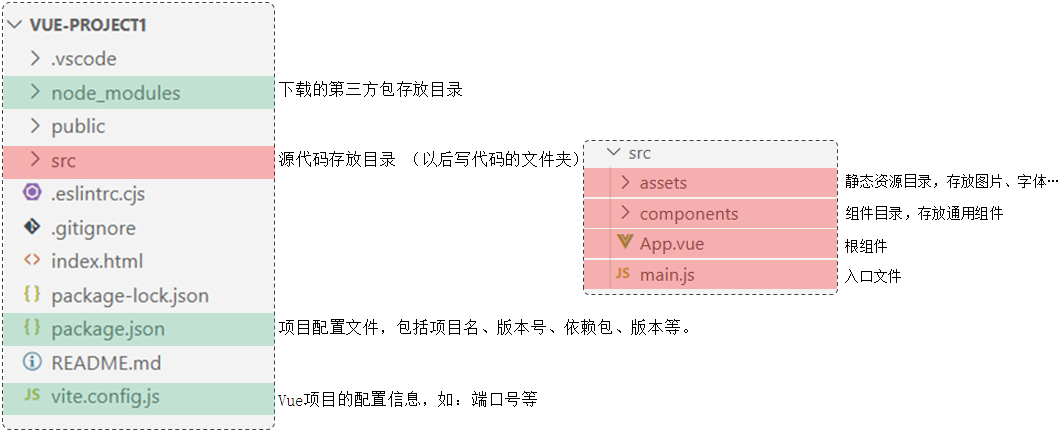 VUE-PROJECT1
.vscode
node_modules 下载的第三方包存放目录
public
src 源代码存放目录 （以后写代码的文件夹）
.eslintrc.cjs
.gitignore
index.html
package-lock.json
package.json 项目配置文件，包括项目名、版本号、依赖包、版本等。
README.md
JS vite.config.js Vue项目的配置信息，如：端口号等
src
assets 静态资源目录，存放图片、字体…
components 组件目录，存放通用组件
App.vue 根组件
JS main.js 入口文件